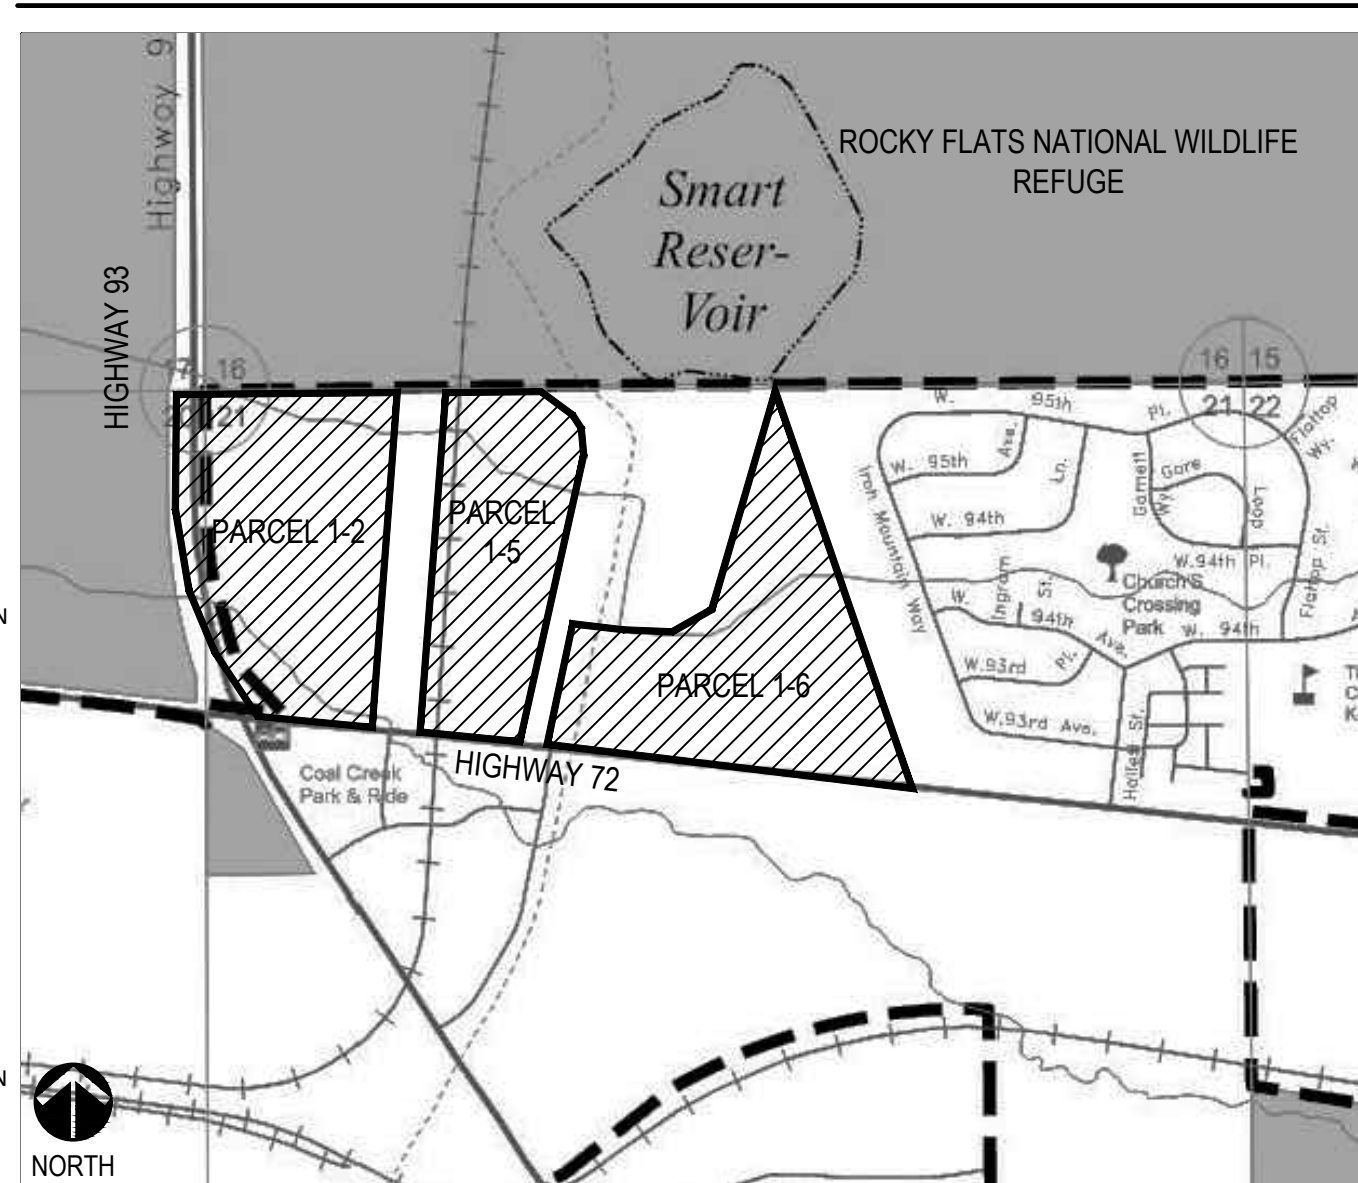 Highway 9
ROCKY FLATS NATIONAL WILDLIFE
REFUGE
Smart
Reser-
Voir
HIGHWAY 93
17 16
20 21
16 15
21 22
W. 95th Pl.
Flattop
Wy.
W. 95th
Ave.
Ln.
Garnett
Wy.
Gore
Loop
Iron Mountain Way
W. 94th
PARCEL 1-2
PARCEL
1-5
W. 94th Pl.
Flattop St.
Church's
Crossing
Park
Ingram
St.
W. 94th Ave.
W. 94th
N
W. 93rd
Pl.
PARCEL 1-6
W. 93rd Ave.
HIGHWAY 72
Coal Creek
Park & Ride
N
NORTH